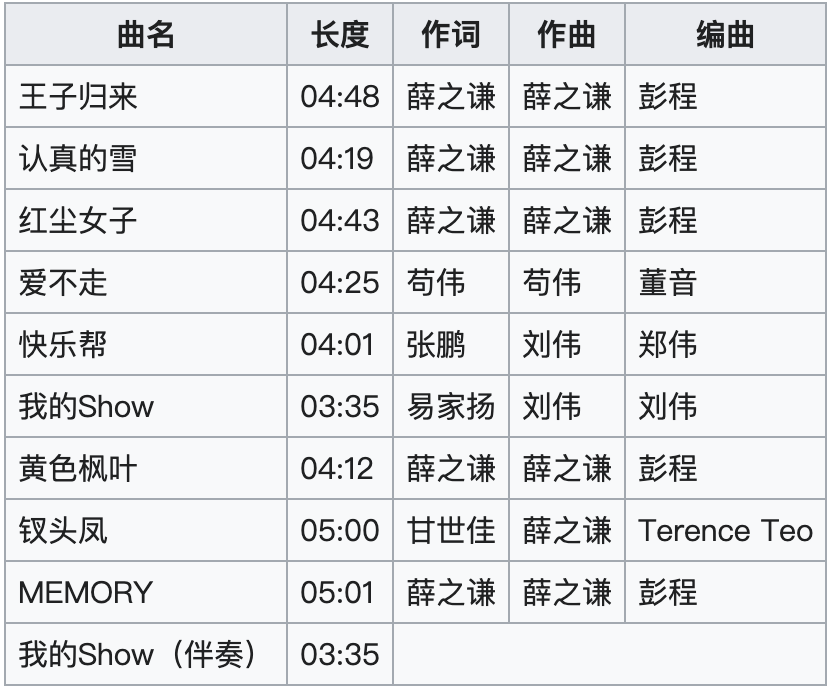 曲名 长度 作词 作曲 编曲
王子归来 04:48 薛之谦 薛之谦 彭程
认真的雪 04:19 薛之谦 薛之谦 彭程
红尘女子 04:43 薛之谦 薛之谦 彭程
爱不走 04:25 苟伟 苟伟 董音
快乐帮 04:01 张鹏 刘伟 郑伟
我的Show 03:35 易家扬 刘伟 刘伟
黄色枫叶 04:12 薛之谦 薛之谦 彭程
钗头凤 05:00 甘世佳 薛之谦 Terence Teo
MEMORY 05:01 薛之谦 薛之谦 彭程
我的Show（伴奏） 03:35